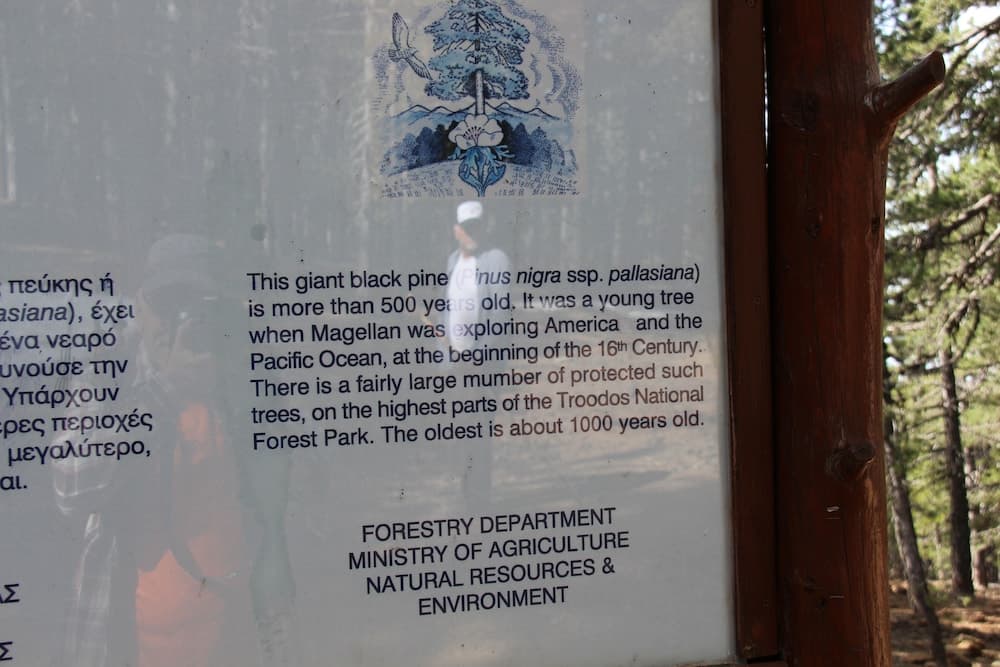 πεύκης ή
asiana), έχει
ένα νεαρό
υνούσε την
Υπάρχουν
ερες περιοχές
μεγαλύτερο,
αι.
This giant black pine (Pinus nigra ssp. pallasiana)
is more than 500 years old. It was a young tree
when Magellan was exploring America and the
Pacific Ocean, at the beginning of the 16th Century.
There is a fairly large mumber of protected such
trees, on the highest parts of the Troodos National
Forest Park. The oldest is about 1000 years old.
FORESTRY DEPARTMENT
MINISTRY OF AGRICULTURE
NATURAL RESOURCES &
ENVIRONMENT
ΑΣ
Σ